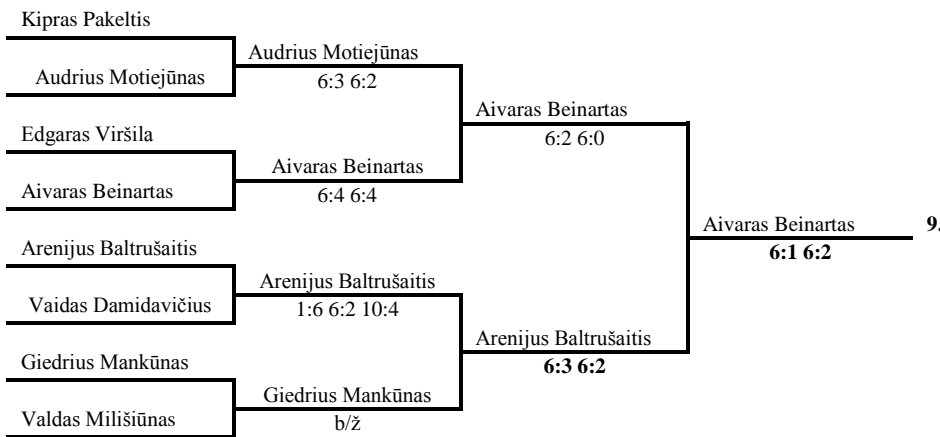 Kipras Pakeltis
Audrius Motiejūnas
Audrius Motiejūnas
6:3 6:2
Aivaras Beinartas
6:2 6:0
Edgaras Viršila
Aivaras Beinartas
6:4 6:4
Aivaras Beinartas
Aivaras Beinartas
9.
6:1 6:2
Arenijus Baltrušaitis
Arenijus Baltrušaitis
1:6 6:2 10:4
Vaidas Damidavičius
Arenijus Baltrušaitis
6:3 6:2
Giedrius Mankūnas
Giedrius Mankūnas
b/ž
Valdas Milišiūnas